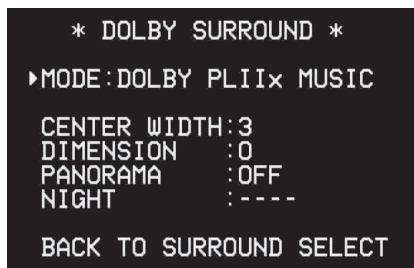 * DOLBY SURROUND *
▶MODE:DOLBY PLIIx MUSIC
CENTER WIDTH:3
DIMENSION :0
PANORAMA :OFF
NIGHT :----
BACK TO SURROUND SELECT